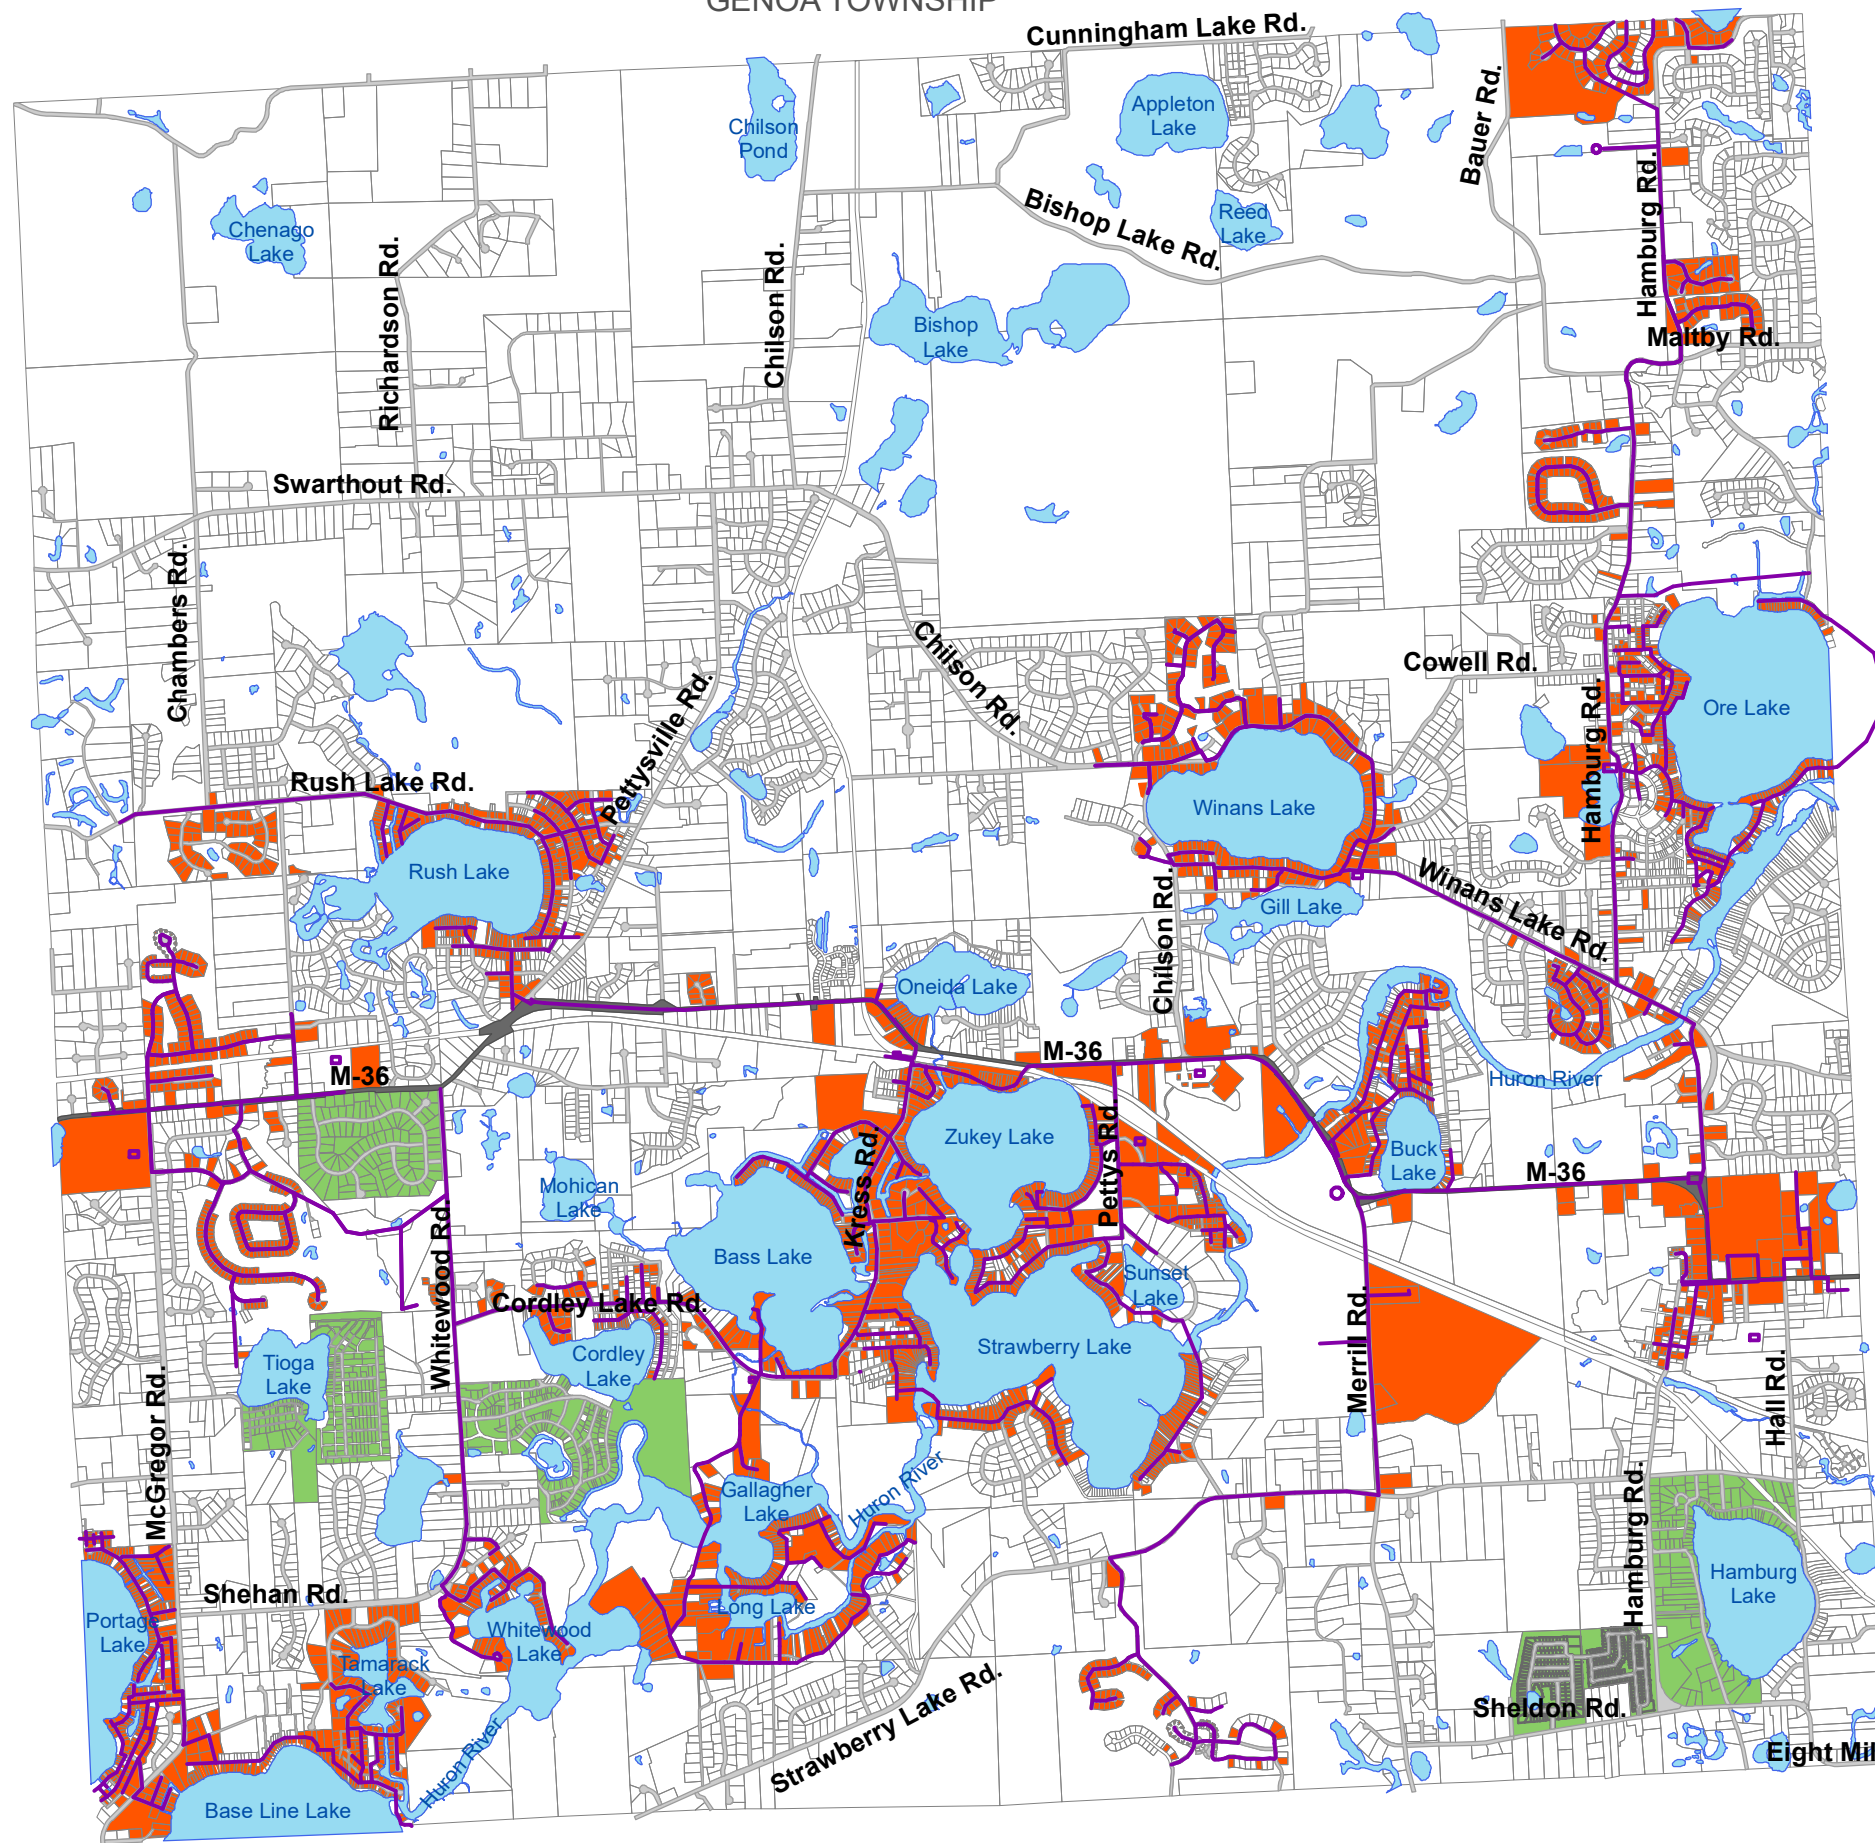 GENOA TOWNSHIP
Cunningham Lake Rd.
Appleton
Lake
Chilson
Pond
Bauer Rd.
Hamburg Rd.
Bishop Lake Rd.
Reed
Lake
Chenago
Lake
Richardson Rd.
Chilson Rd.
Bishop
Lake
Maltby Rd.
Swarthout Rd.
Chambers Rd.
Chilson Rd.
Cowell Rd.
Pettysville Rd.
Hamburg Rd.
Ore Lake
Rush Lake Rd.
Winans Lake
Rush Lake
Winans Lake Rd.
Gill Lake
Chilson Rd.
Oneida Lake
M-36
M-36
Huron River
Zukey Lake
Pettys Rd.
Kress Rd.
Buck
Lake
M-36
Mohican
Lake
Whitewood Rd.
Bass Lake
Sunset
Lake
Cordley Lake Rd.
Cordley
Lake
Strawberry Lake
Merrill Rd.
Tioga
Lake
McGregor Rd.
Hall Rd.
Gallagher
Lake
Huron River
Hamburg Rd.
Hamburg
Lake
Shehan Rd.
Portage
Lake
Long Lake
Whitewood
Lake
Tamarack
Lake
Strawberry Lake Rd.
Sheldon Rd.
Huron River
Eight Mil
Base Line Lake